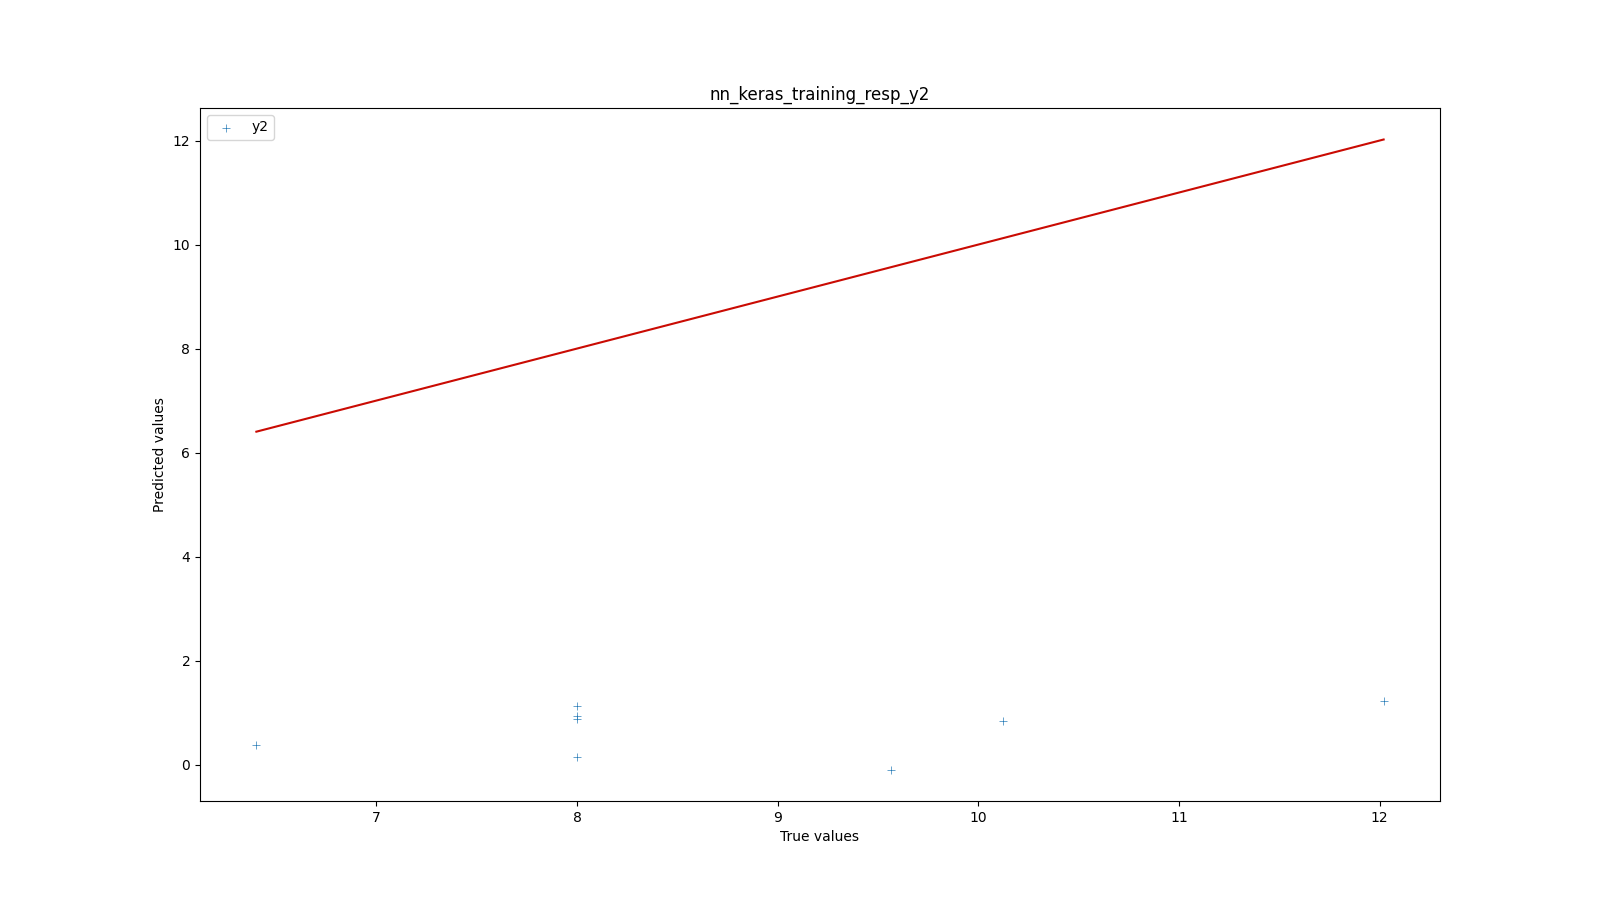 nn_keras_training_resp_y2
y2
12
10
8
6
4
2
0
Predicted values
7 8 9 10 11 12
True values